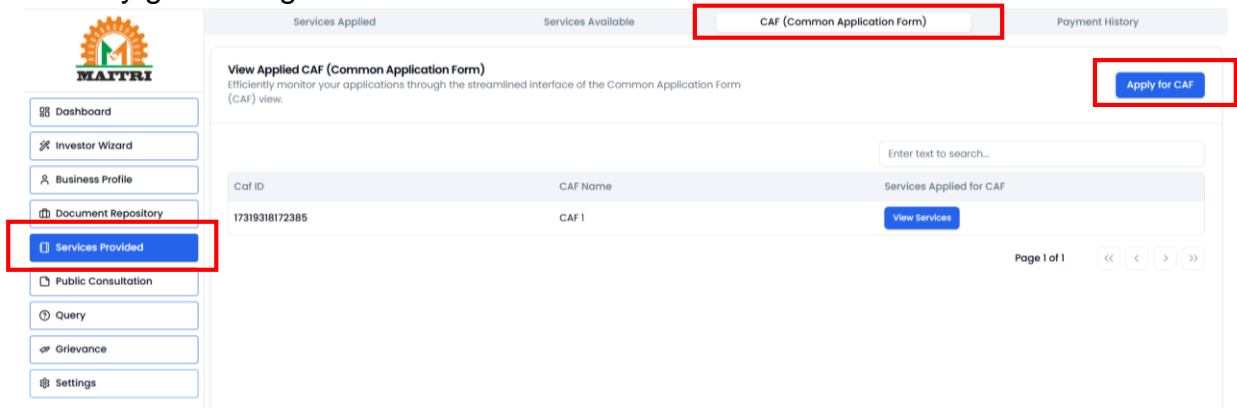 Services Applied
Services Available
CAF (Common Application Form)
Payment History
MAITRI
View Applied CAF (Common Application Form)
Efficiently monitor your applications through the streamlined interface of the Common Application Form
(CAF) view.
Apply for CAF
Dashboard
Investor Wizard
Business Profile
Document Repository
Services Provided
Public Consultation
Query
Grievance
Settings
Enter text to search...
Caf ID
CAF Name
Services Applied for CAF
17319318172385
CAF 1
View Services
Page 1 of 1